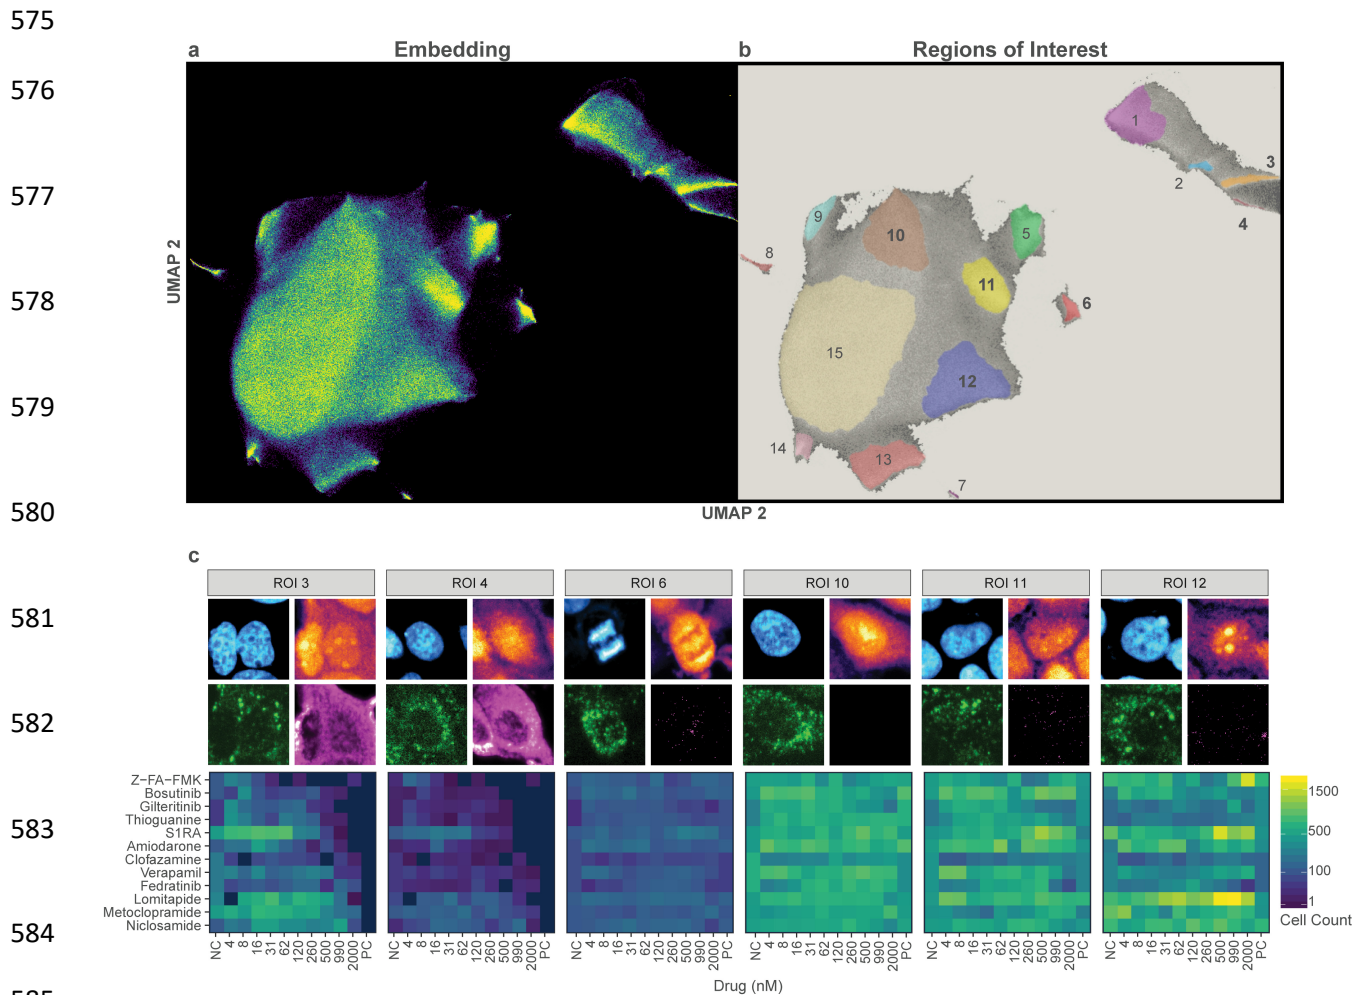 575
a Embedding b Regions of Interest
576
1
577
2
3
4
9
10
5
8
UMAP 2
578
11
6
15
12
579
14
13
7
580
UMAP 2
c
ROI 3 ROI 4 ROI 6 ROI 10 ROI 11 ROI 12
581
582
Z−FA−FMK
Bosutinib
Gilteritinib
Thioguanine
S1RA
Amiodarone
Clofazamine
Verapamil
Fedratinib
Lomitapide
Metoclopramide
Niclosamide
583
1500
500
100
1
Cell Count
584
NC 4 8 16 31 62 120 260 500 990 2000 PC
NC 4 8 16 31 62 120 260 500 990 2000 PC
NC 4 8 16 31 62 120 260 500 990 2000 PC
NC 4 8 16 31 62 120 260 500 990 2000 PC
NC 4 8 16 31 62 120 260 500 990 2000 PC
NC 4 8 16 31 62 120 260 500 990 2000 PC
Drug (nM)